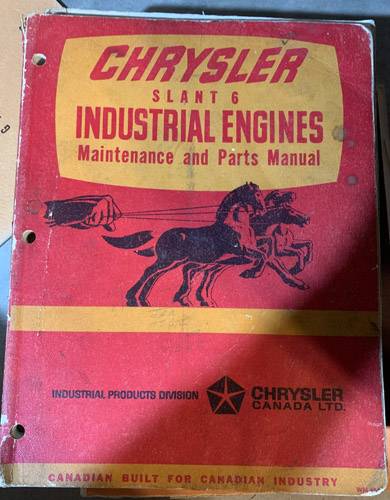 CHRYSLER
SLANT 6
INDUSTRIAL ENGINES
Maintenance and Parts Manual
INDUSTRIAL PRODUCTS DIVISION
CHRYSLER
CANADA LTD.
CANADIAN BUILT FOR CANADIAN INDUSTRY
9